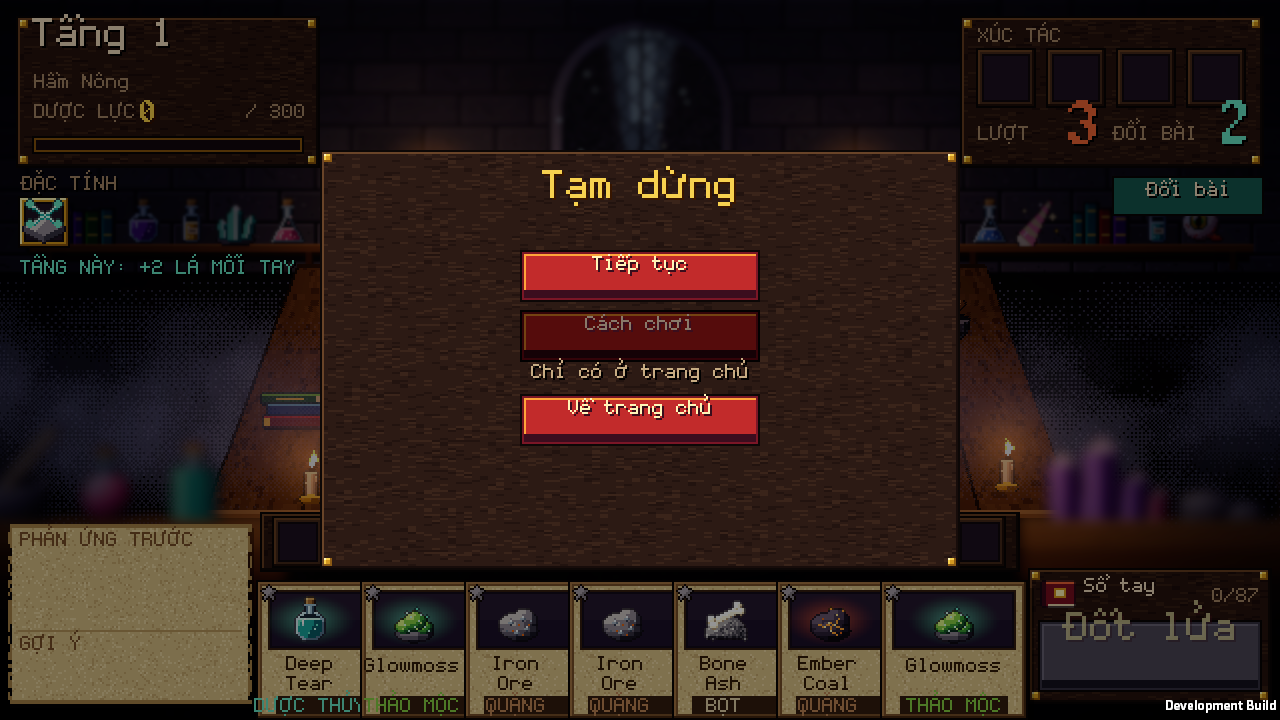 Tầng 1
Hầm Nông
DƯỢC LỰC 0 / 300
ĐẶC TÍNH
TẦNG NÀY: +2 LÁ MỖI TAY
XÚC TÁC
LƯỢT 3 ĐỔI BÀI 2
Đổi bài
Tạm dừng
Tiếp tục
Cách chơi
Chỉ có ở trang chủ
Về trang chủ
PHẢN ỨNG TRƯỚC
GỢI Ý
Deep Tear
DƯỢC THỦY
Glowmoss
THẢO MỘC
Iron Ore
QUẶNG
Iron Ore
QUẶNG
Bone Ash
BỘT
Ember Coal
QUẶNG
Glowmoss
THẢO MỘC
Sổ tay 0/87
Đốt lửa
Development Build